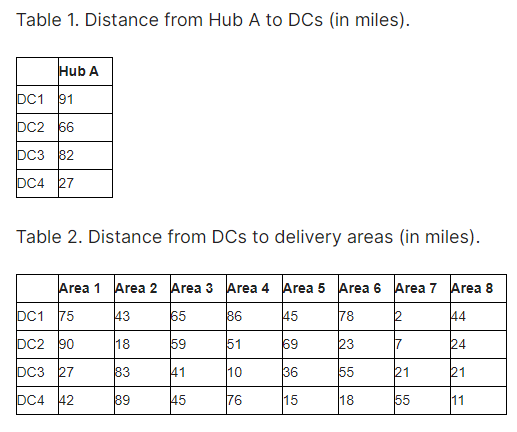 Table 1. Distance from Hub A to DCs (in miles).
Hub A
DC1 91
DC2 66
DC3 82
DC4 27
Table 2. Distance from DCs to delivery areas (in miles).
Area 1 Area 2 Area 3 Area 4 Area 5 Area 6 Area 7 Area 8
DC1 75 43 65 86 45 78 2 44
DC2 90 18 59 51 69 23 7 24
DC3 27 83 41 10 36 55 21 21
DC4 42 89 45 76 15 18 55 11